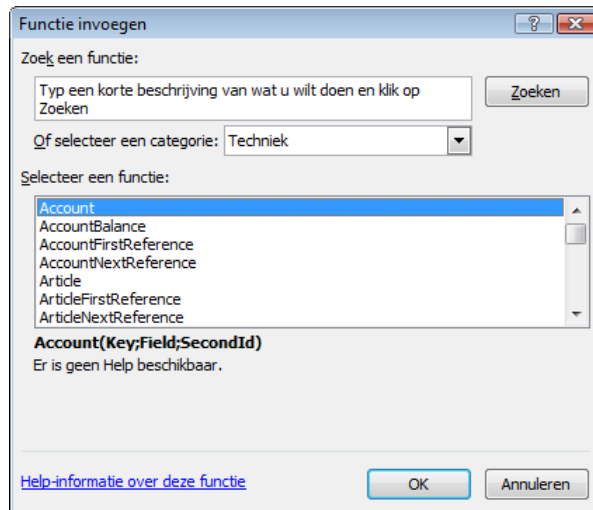 Functie invoegen
Zoek een functie:
Typ een korte beschrijving van wat u wilt doen en klik op
Zoeken
Zoeken
Of selecteer een categorie: Techniek
Selecteer een functie:
Account
AccountBalance
AccountFirstReference
AccountNextReference
Article
ArticleFirstReference
ArticleNextReference
Account(Key;Field;SecondId)
Er is geen Help beschikbaar.
Help-informatie over deze functie
OK
Annuleren